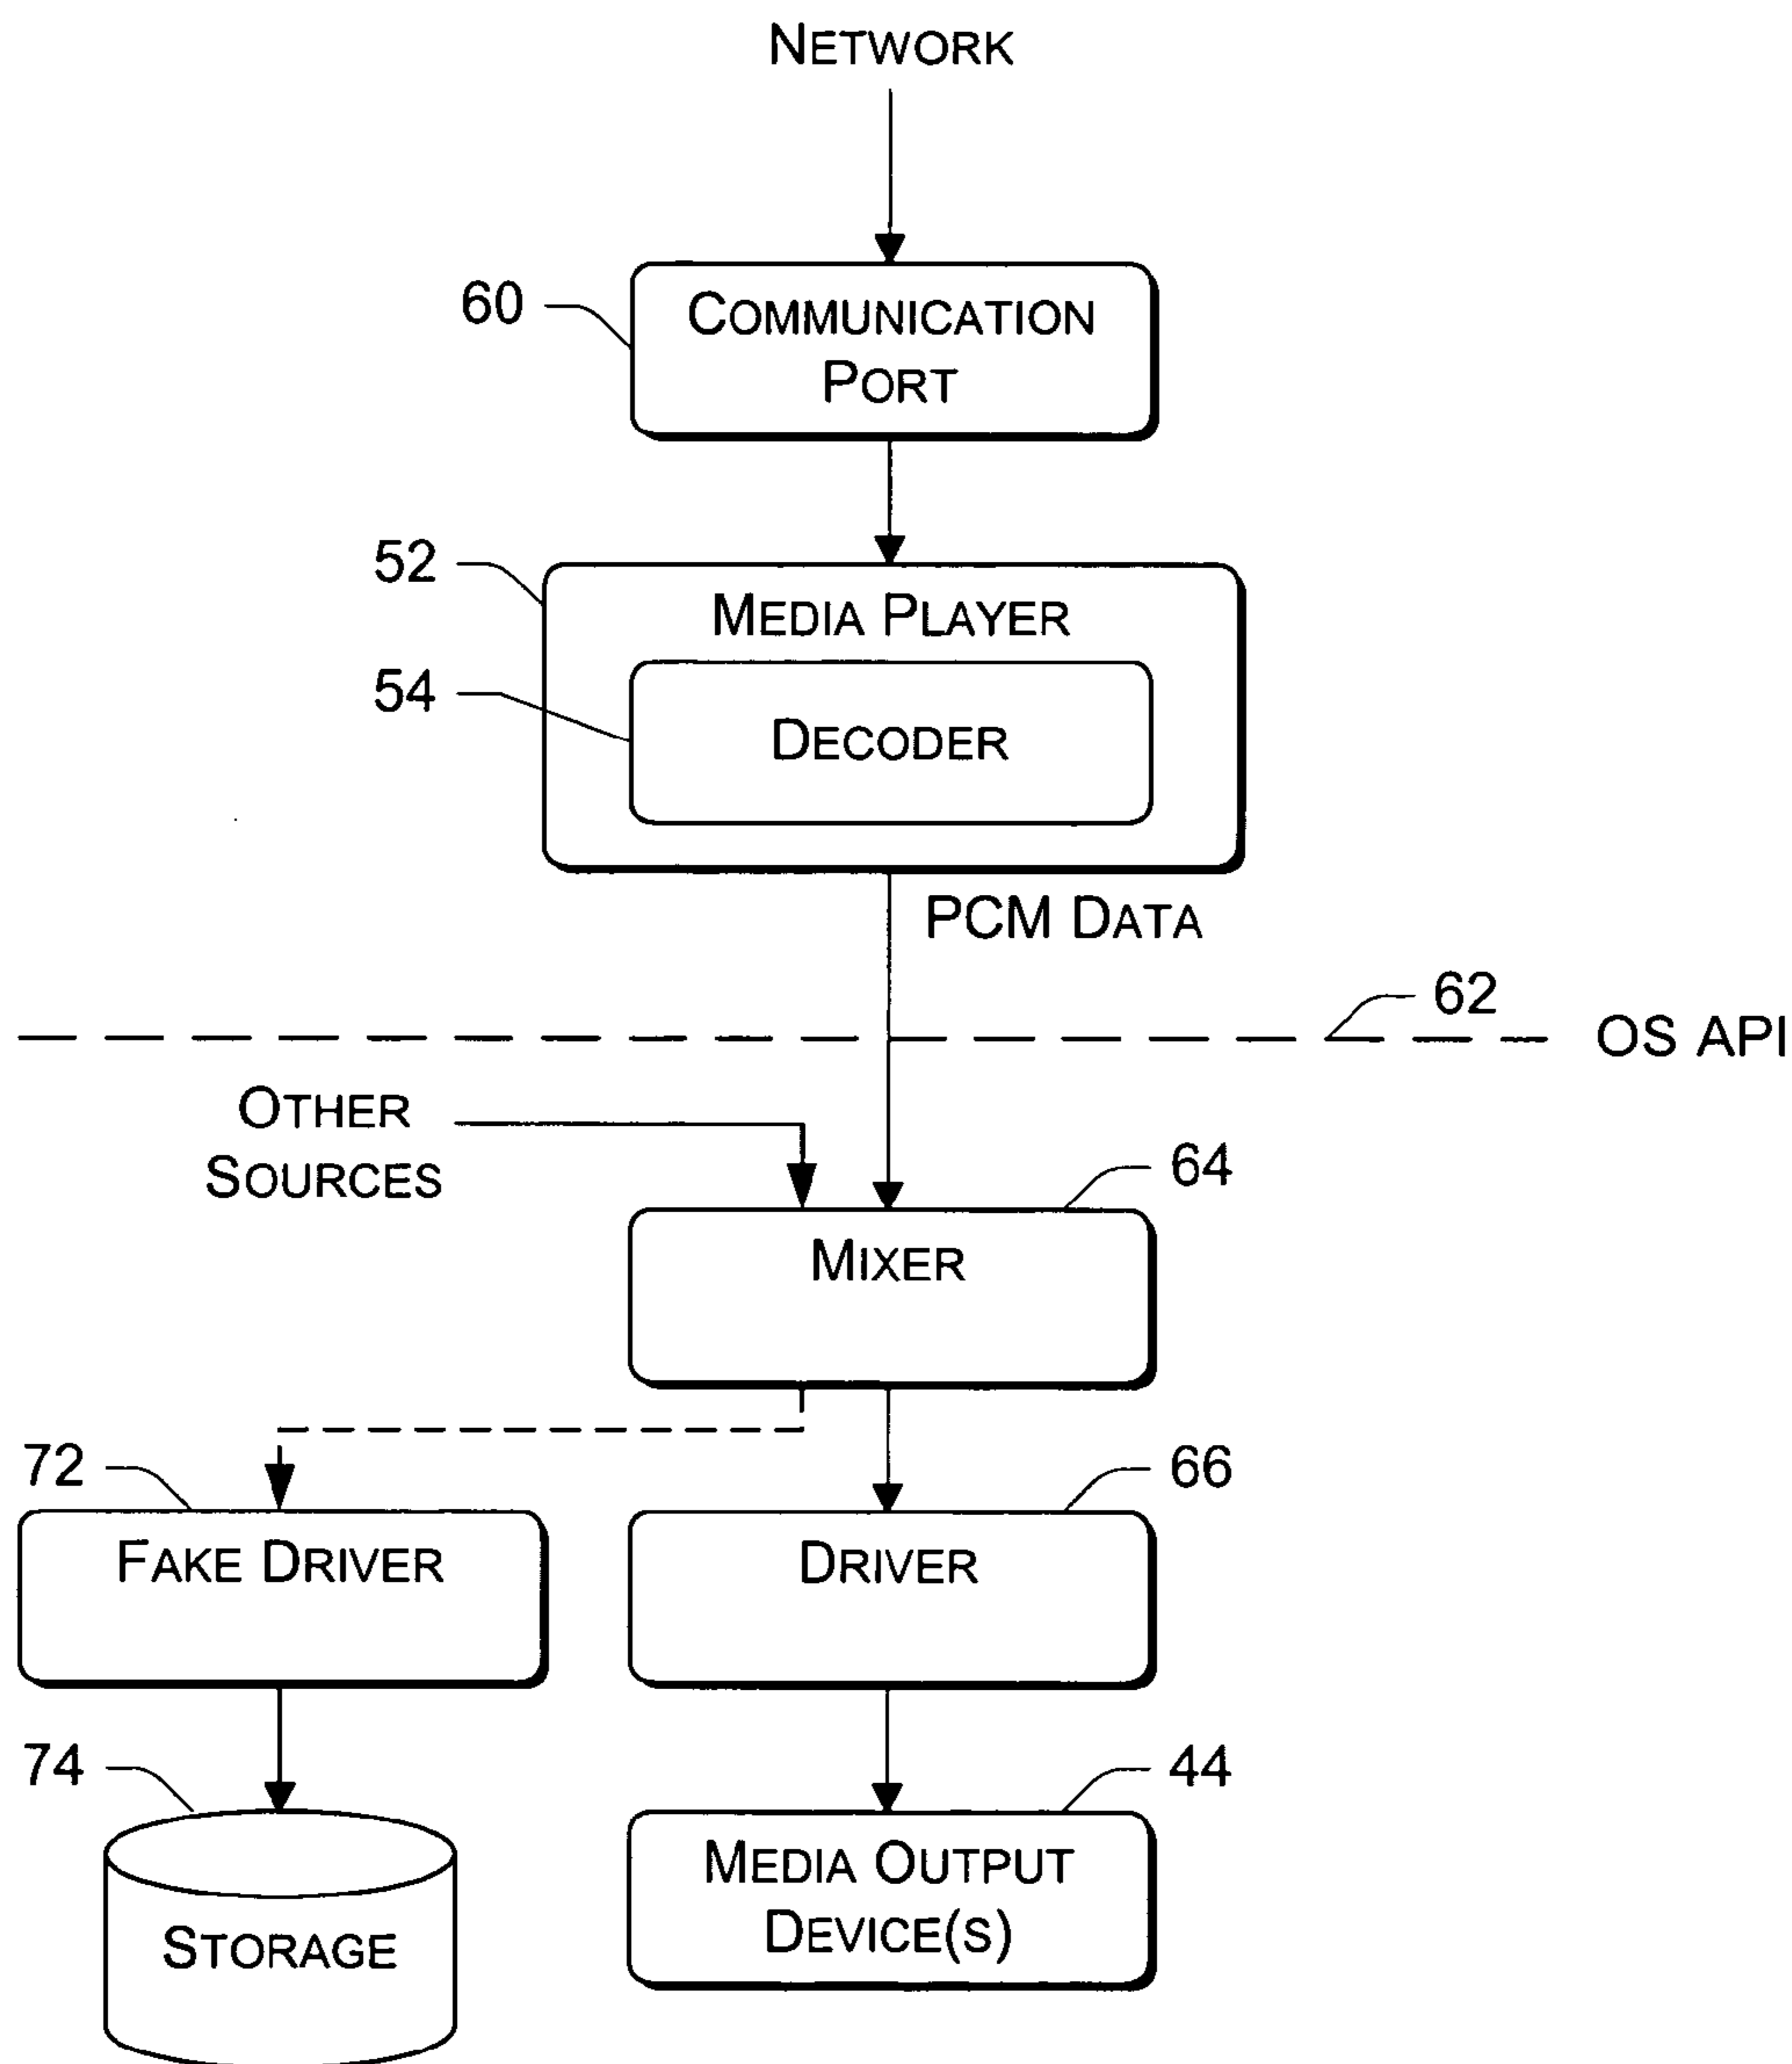 NETWORK
60
COMMUNICATION
PORT
52
MEDIA PLAYER
54
DECODER
PCM DATA
62
OS API
OTHER
SOURCES
64
MIXER
72
66
FAKE DRIVER
DRIVER
74
44
MEDIA OUTPUT
DEVICE(S)
STORAGE